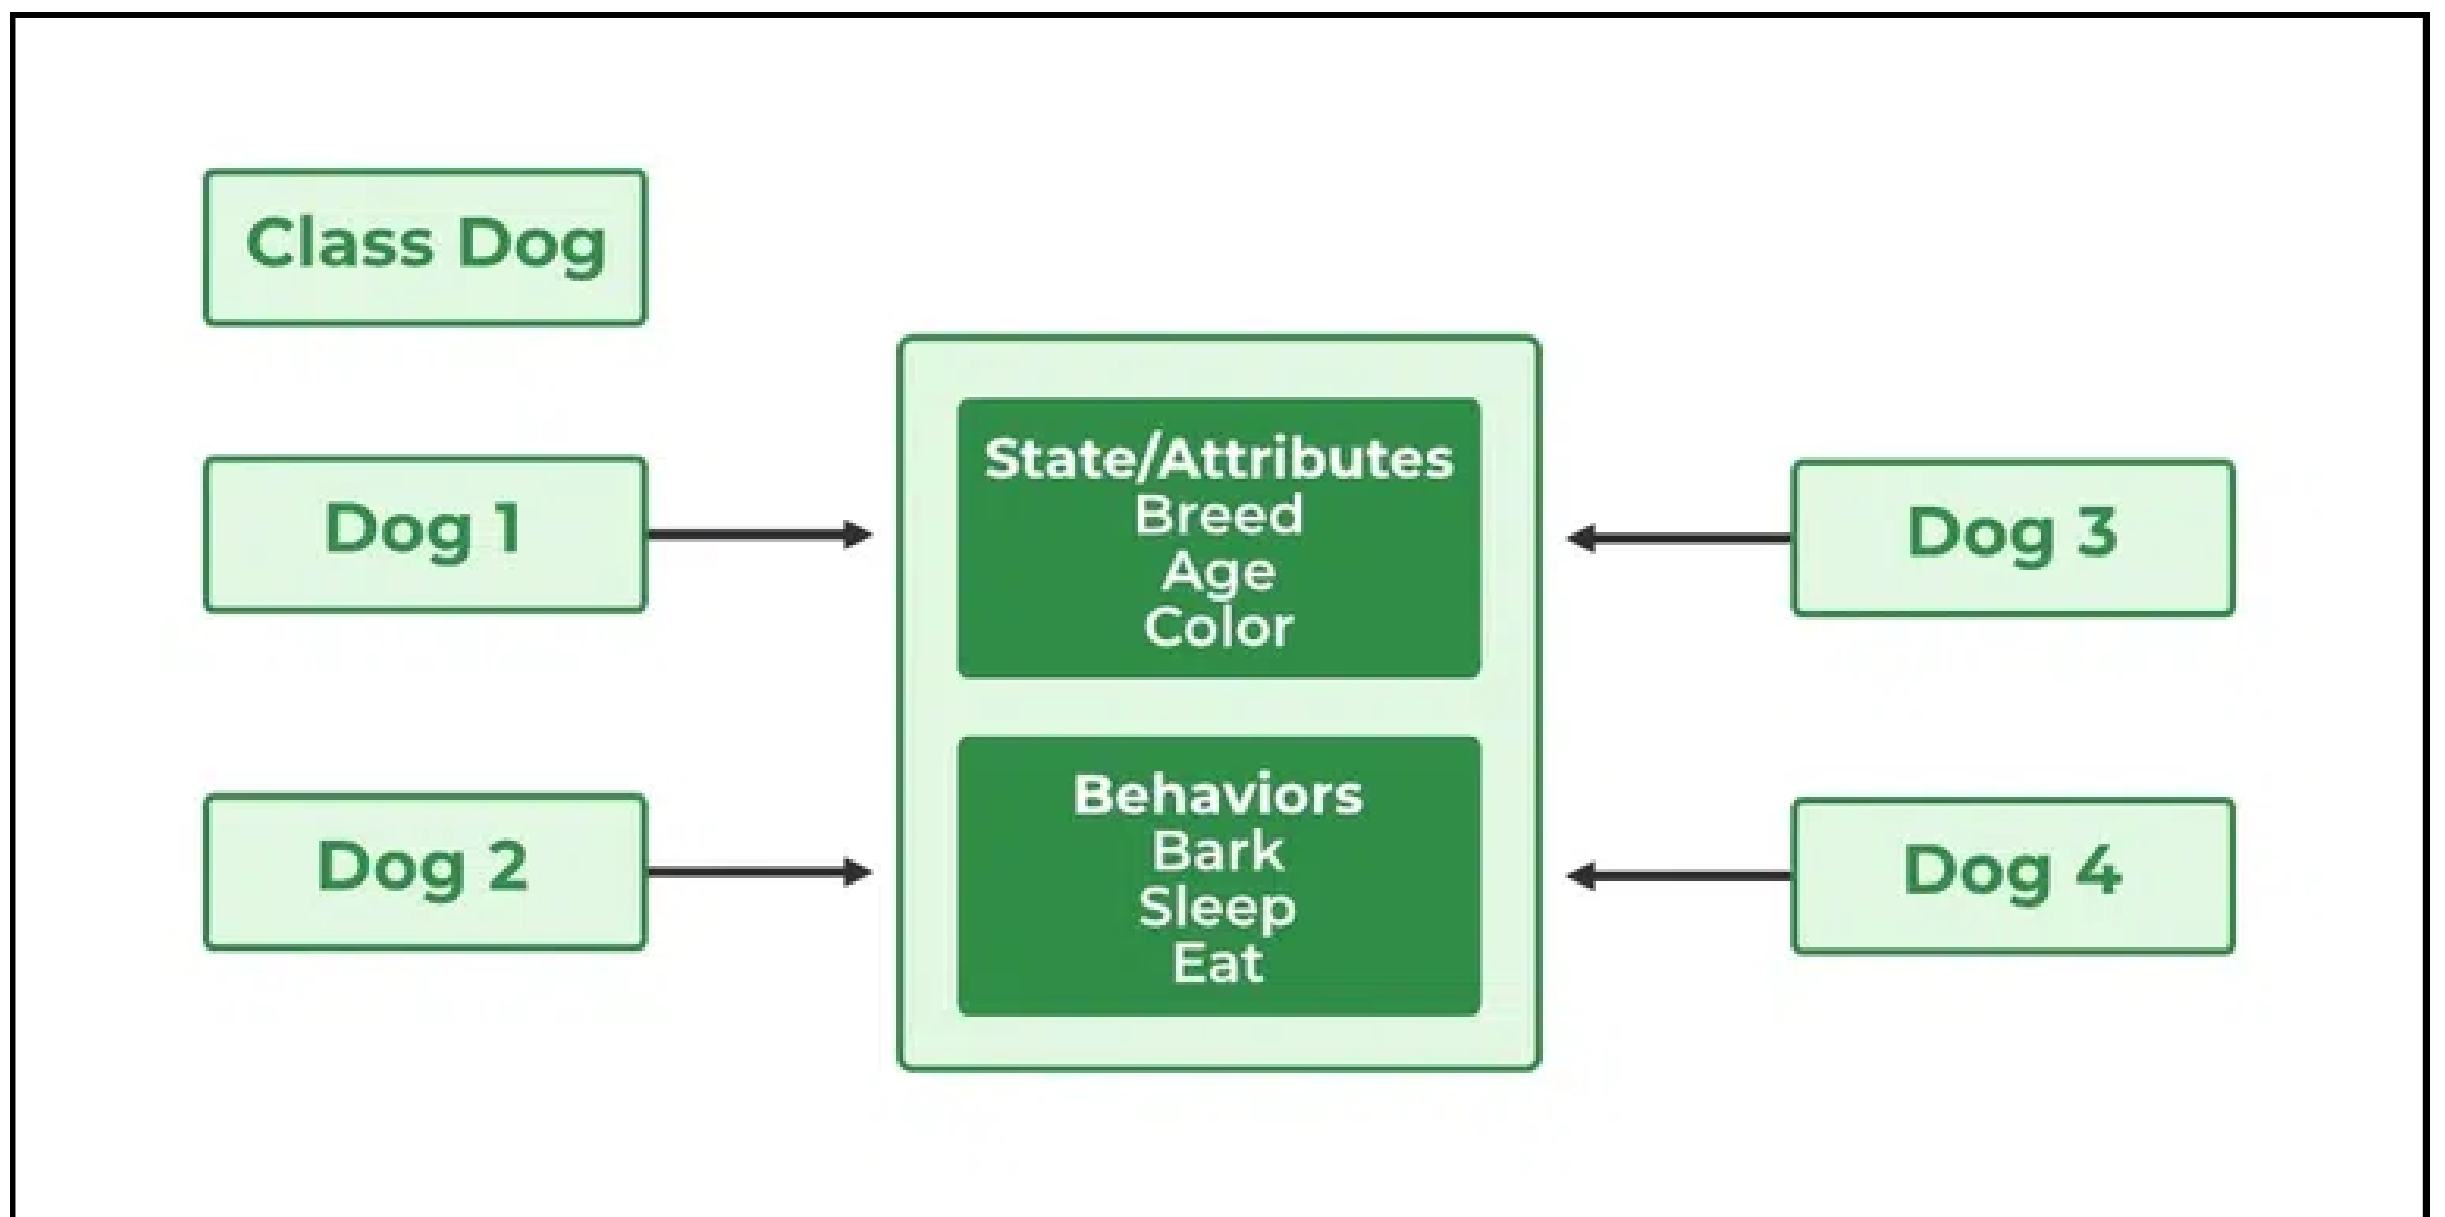 Class Dog
Dog 1
Dog 2
State/Attributes
Breed
Age
Color
Behaviors
Bark
Sleep
Eat
Dog 3
Dog 4